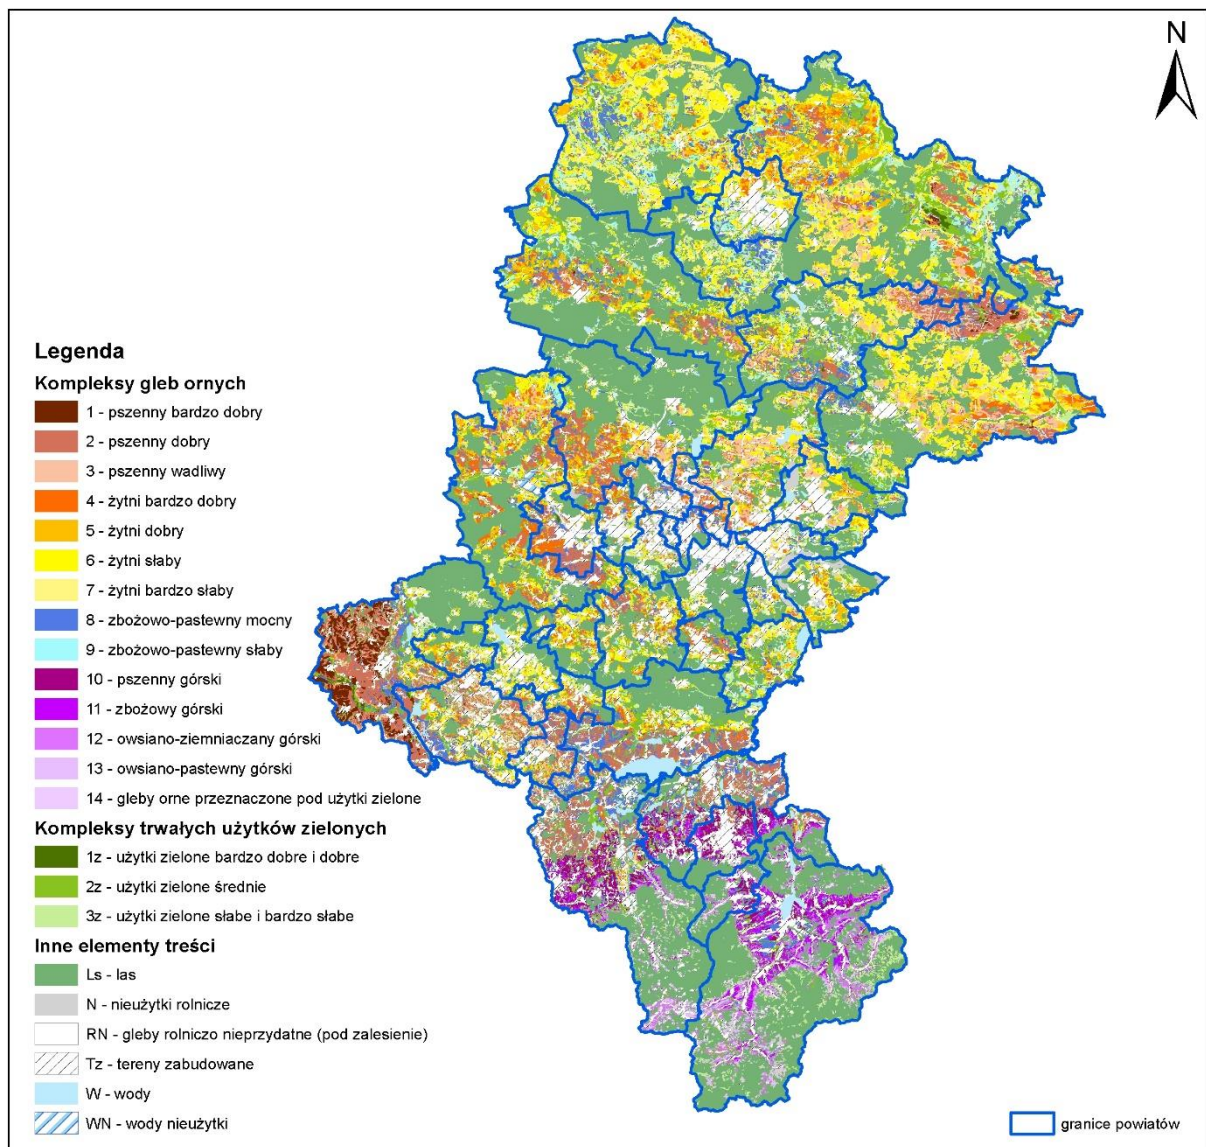 N
Legenda
Kompleksy gleb ornych
1 - pszenny bardzo dobry
2 - pszenny dobry
3 - pszenny wadliwy
4 - żytni bardzo dobry
5 - żytni dobry
6 - żytni słaby
7 - żytni bardzo słaby
8 - zbożowo-pastewny mocny
9 - zbożowo-pastewny słaby
10 - pszenny górski
11 - zbożowy górski
12 - owsiano-ziemniaczany górski
13 - owsiano-pastewny górski
14 - gleby orne przeznaczone pod użytki zielone
Kompleksy trwałych użytków zielonych
1z - użytki zielone bardzo dobre i dobre
2z - użytki zielone średnie
3z - użytki zielone słabe i bardzo słabe
Inne elementy treści
Ls - las
N - nieużytki rolnicze
RN - gleby rolniczo nieprzydatne (pod zalesienie)
Tz - tereny zabudowane
W - wody
WN - wody nieużytki
granice powiatów